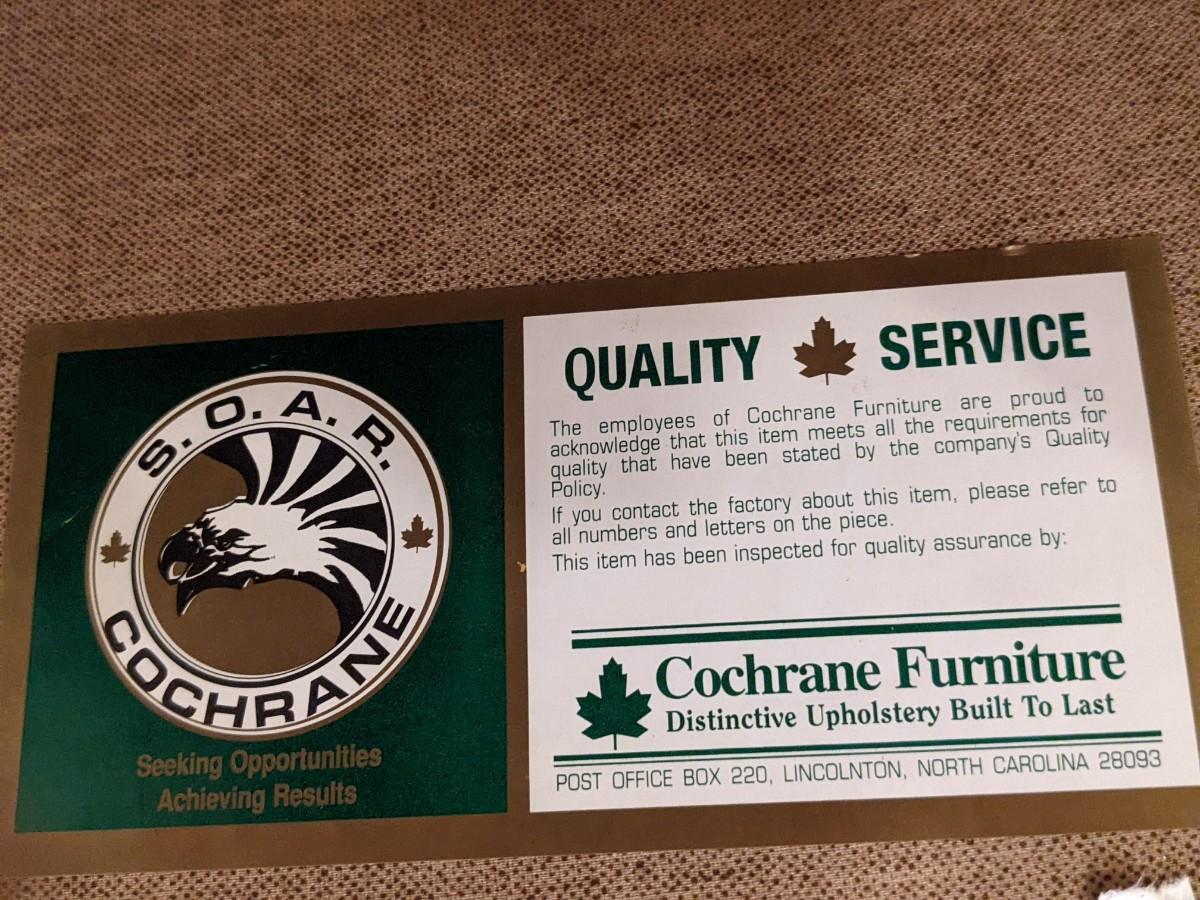 S. O. A. R.
COCHRANE
Seeking Opportunities
Achieving Results
QUALITY SERVICE
The employees of Cochrane Furniture are proud to
acknowledge that this item meets all the requirements for
quality that have been stated by the company's Quality
Policy.
If you contact the factory about this item, please refer to
all numbers and letters on the piece.
This item has been inspected for quality assurance by:
Cochrane Furniture
Distinctive Upholstery Built To Last
POST OFFICE BOX 220, LINCOLNTON, NORTH CAROLINA 28093